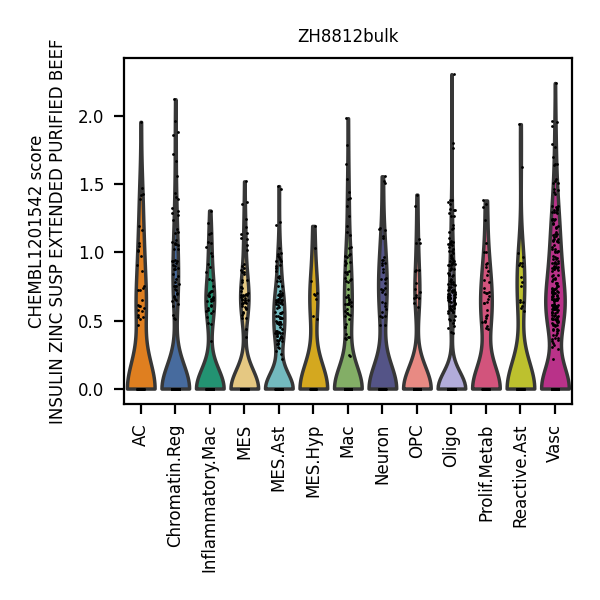 ZH8812bulk
CHEMBL1201542 score
INSULIN ZINC SUSP EXTENDED PURIFIED BEEF
2.0
1.5
1.0
0.5
0.0
AC
Chromatin.Reg
Inflammatory.Mac
MES
MES.Ast
MES.Hyp
Mac
Neuron
OPC
Oligo
Prolif.Metab
Reactive.Ast
Vasc